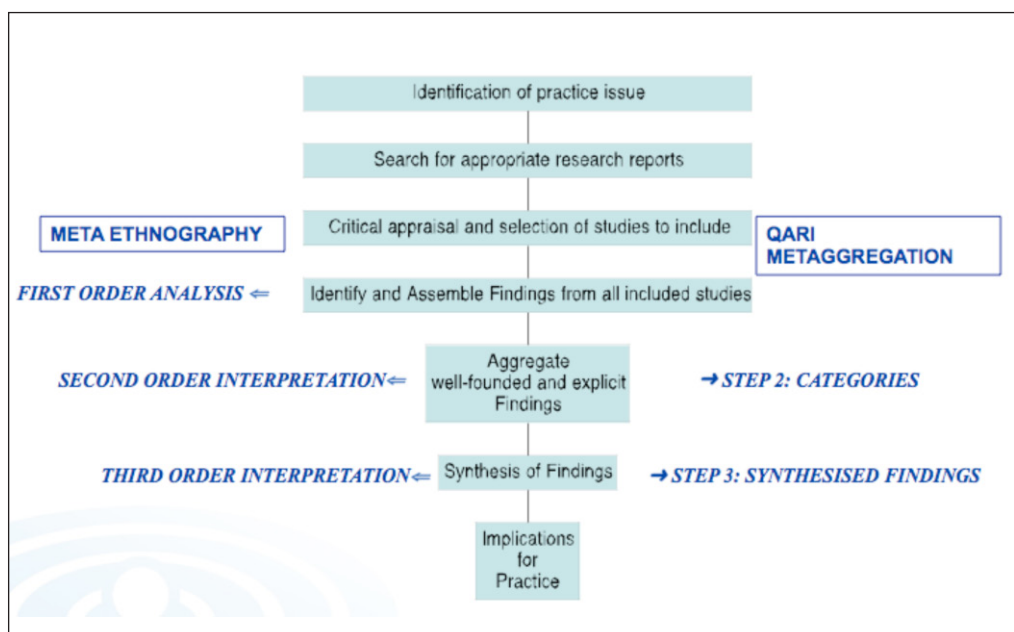 Identification of practice issue
Search for appropriate research reports
META ETHNOGRAPHY
Critical appraisal and selection of studies to include
QARI
METAGGREGATION
FIRST ORDER ANALYSIS ⇐
Identify and Assemble Findings from all included studies
SECOND ORDER INTERPRETATION⇐
Aggregate
well-founded and explicit
Findings
→ STEP 2: CATEGORIES
THIRD ORDER INTERPRETATION⇐
Synthesis of Findings
→ STEP 3: SYNTHESISED FINDINGS
Implications
for
Practice